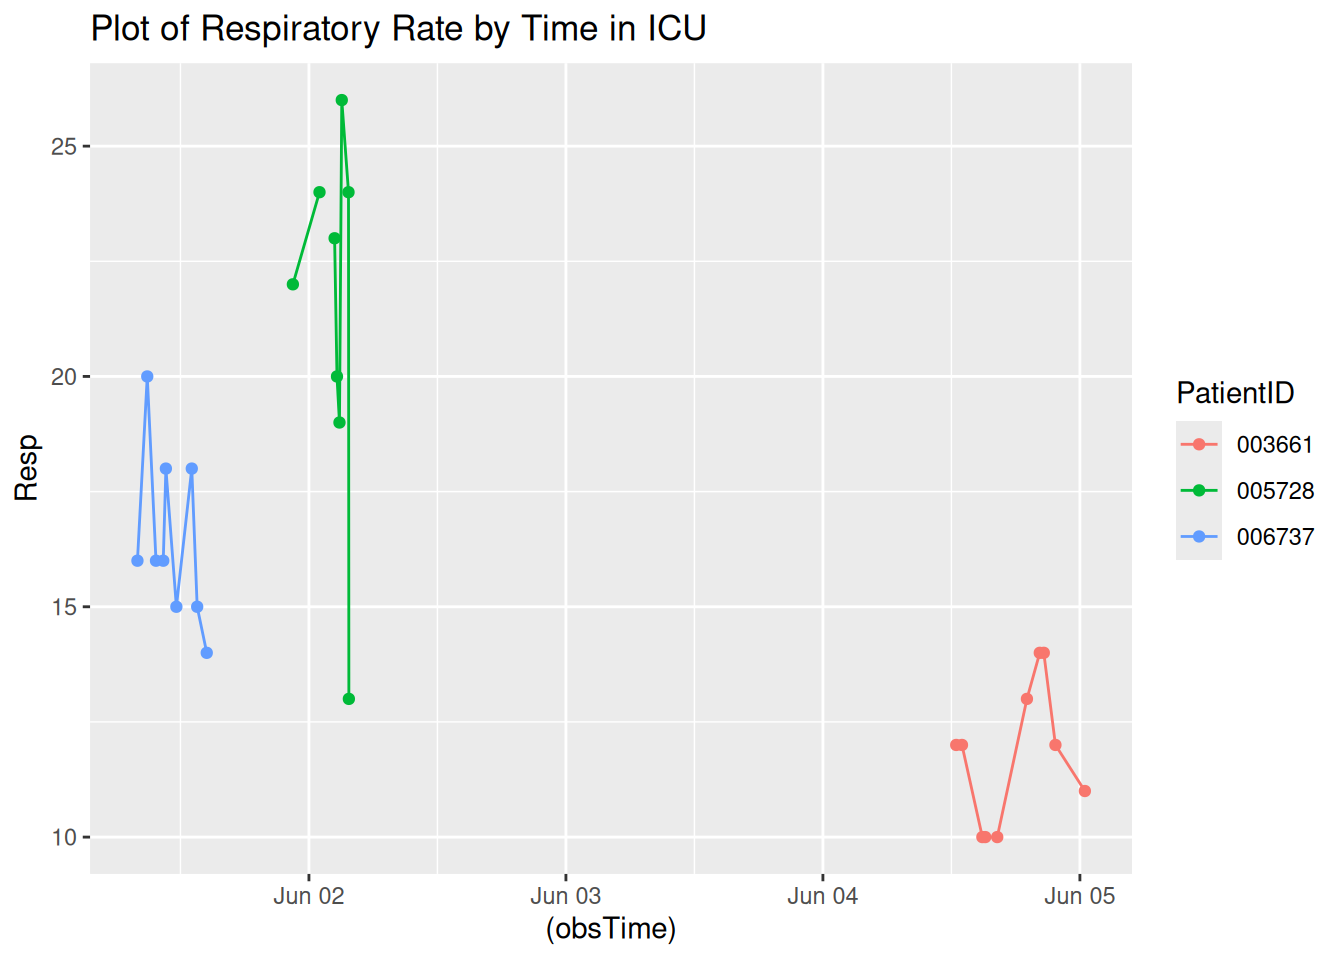 Plot of Respiratory Rate by Time in ICU
25
20
15
10
Resp
Jun 02
Jun 03
Jun 04
Jun 05
(obsTime)
PatientID
003661
005728
006737